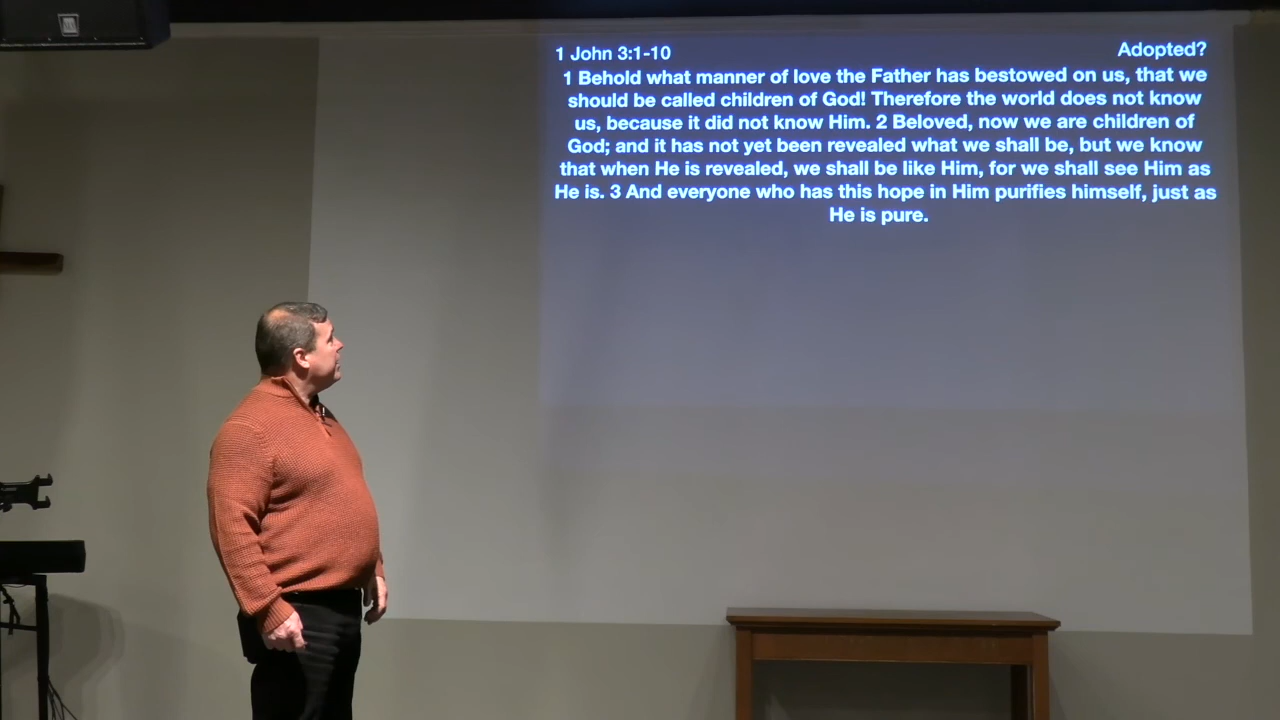 1 John 3:1-10 Adopted?
1 Behold what manner of love the Father has bestowed on us, that we
should be called children of God! Therefore the world does not know
us, because it did not know Him. 2 Beloved, now we are children of
God; and it has not yet been revealed what we shall be, but we know
that when He is revealed, we shall be like Him, for we shall see Him as
He is. 3 And everyone who has this hope in Him purifies himself, just as
He is pure.